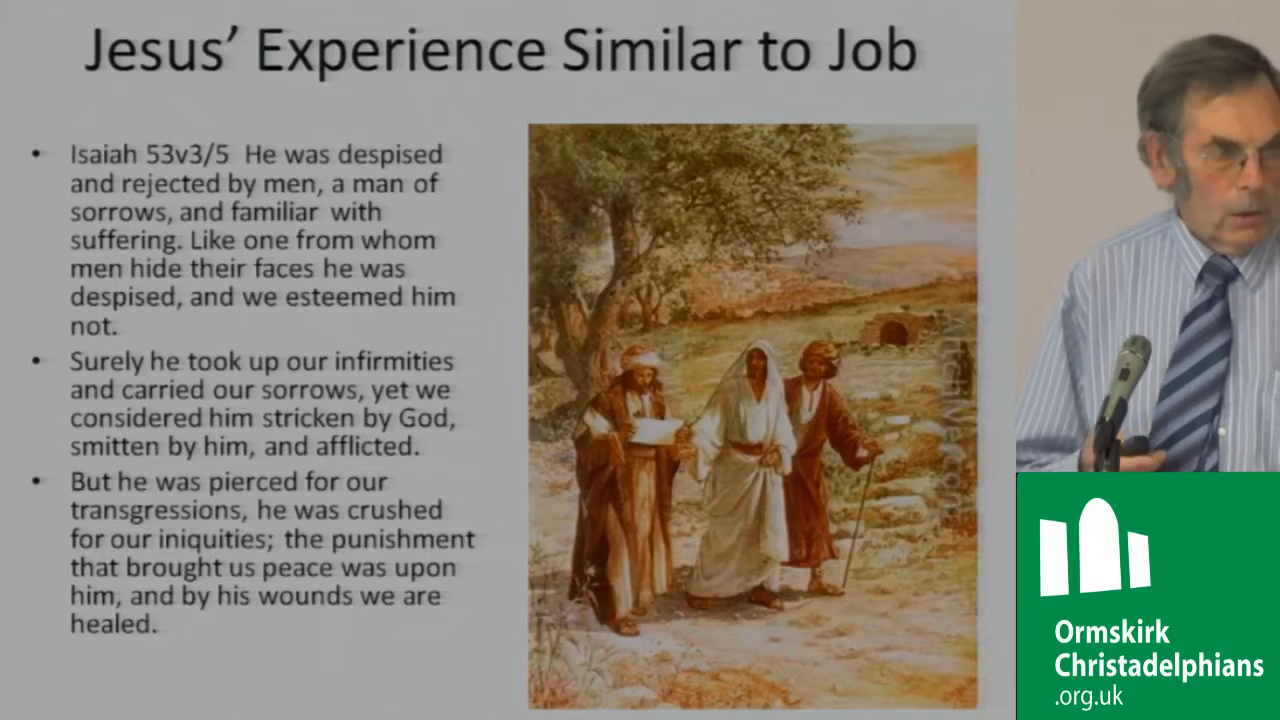 Jesus’ Experience Similar to Job
• Isaiah 53v3/5 He was despised
and rejected by men, a man of
sorrows, and familiar with
suffering. Like one from whom
men hide their faces he was
despised, and we esteemed him
not.
• Surely he took up our infirmities
and carried our sorrows, yet we
considered him stricken by God,
smitten by him, and afflicted.
• But he was pierced for our
transgressions, he was crushed
for our iniquities; the punishment
that brought us peace was upon
him, and by his wounds we are
healed.
Ormskirk
Christadelphians
.org.uk